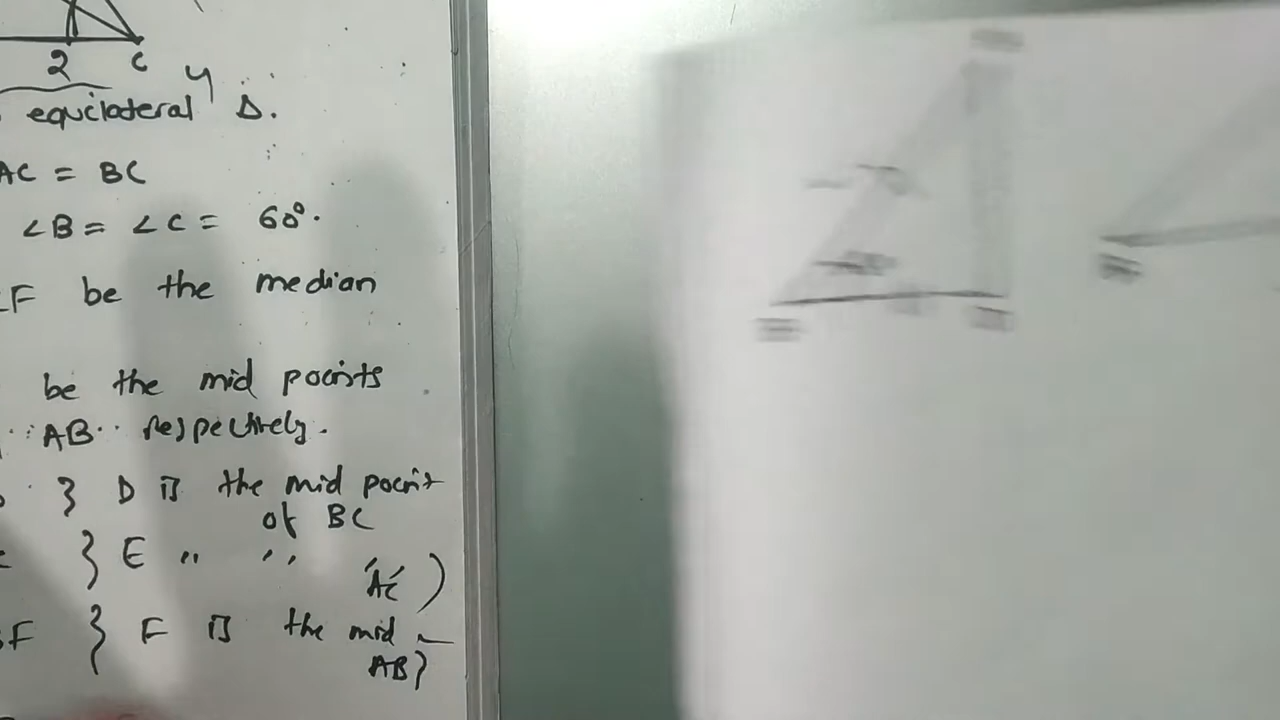 2 C
equilateral Δ.
AC = BC
∠B = ∠C = 60°.
F be the median
be the mid points
AB respectively.
} D is the mid point
of BC
} E " "
AC )
F } F is the mid —
AB }